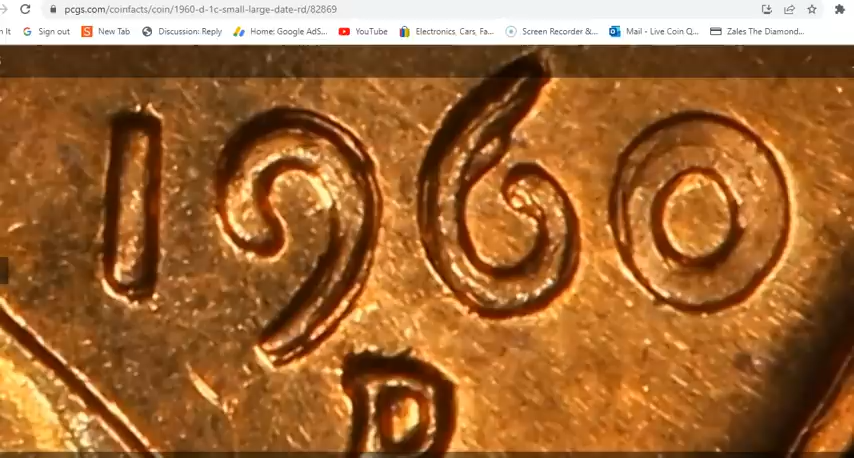 pcgs.com/coinfacts/coin/1960-d-1c-small-large-date-rd/82869
n It Sign out New Tab Discussion: Reply Home: Google AdS... YouTube Electronics, Cars, Fa... Screen Recorder &... Mail - Live Coin Q... Zales The Diamond...
1960
D